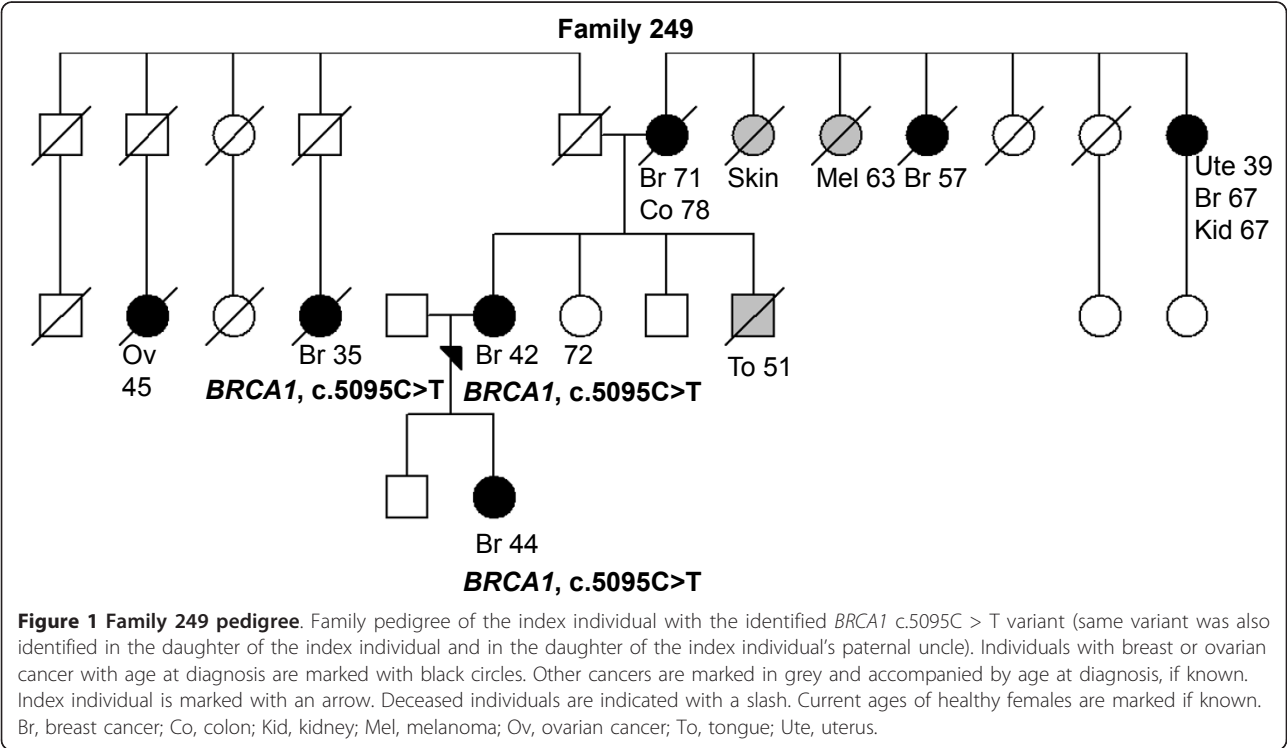 Family 249
Br 71 Skin Mel 63 Br 57 Ute 39
Co 78 Br 67
Kid 67
Ov Br 35 Br 42 72 To 51
45 BRCA1, c.5095C>T BRCA1, c.5095C>T
Br 44
BRCA1, c.5095C>T
Figure 1 Family 249 pedigree. Family pedigree of the index individual with the identified BRCA1 c.5095C > T variant (same variant was also
identified in the daughter of the index individual and in the daughter of the index individual's paternal uncle). Individuals with breast or ovarian
cancer with age at diagnosis are marked with black circles. Other cancers are marked in grey and accompanied by age at diagnosis, if known.
Index individual is marked with an arrow. Deceased individuals are indicated with a slash. Current ages of healthy females are marked if known.
Br, breast cancer; Co, colon; Kid, kidney; Mel, melanoma; Ov, ovarian cancer; To, tongue; Ute, uterus.